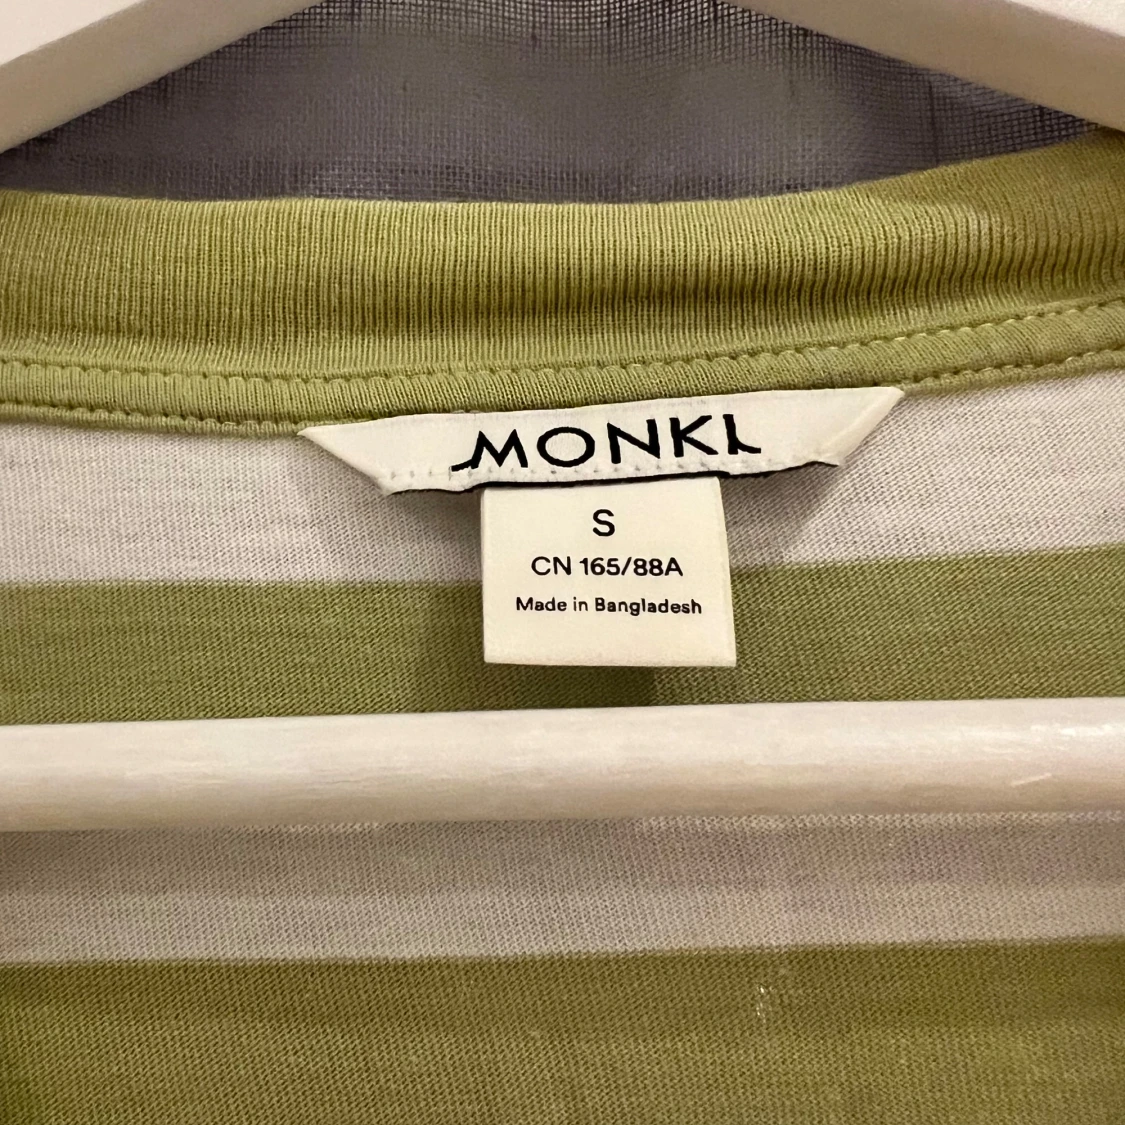 MONKI
S
CN 165/88A
Made in Bangladesh